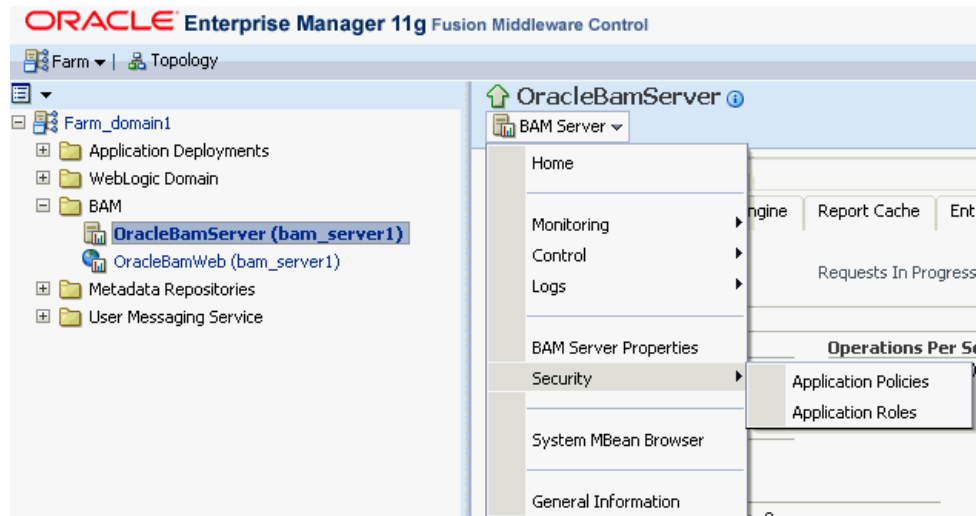 ORACLE Enterprise Manager 11g Fusion Middleware Control
Farm | Topology
Farm_domain1
Application Deployments
WebLogic Domain
BAM
OracleBamServer (bam_server1)
OracleBamWeb (bam_server1)
Metadata Repositories
User Messaging Service
OracleBamServer
BAM Server
Home
Monitoring
Control
Logs
BAM Server Properties
Security
System MBean Browser
General Information
Application Policies
Application Roles
ngine Report Cache Ent
Requests In Progress
Operations Per Se